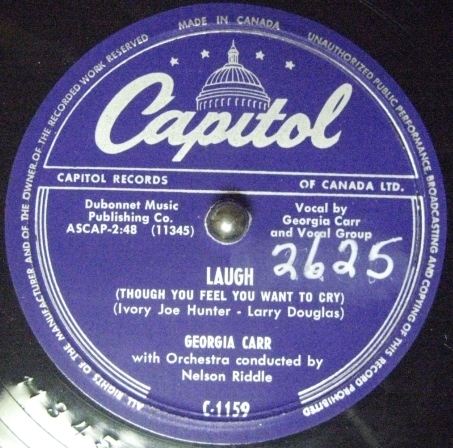 MADE IN CANADA
ALL RIGHTS OF THE MANUFACTURER AND OF THE OWNER OF THE RECORDED WORK RESERVED
UNAUTHORIZED PUBLIC PERFORMANCE, BROADCASTING AND COPYING OF THIS RECORD PROHIBITED
Capitol
CAPITOL RECORDS
OF CANADA LTD.
Dubonnet Music
Publishing Co.
ASCAP-2:48 (11345)
Vocal by
Georgia Carr
and Vocal Group
2625
LAUGH
(THOUGH YOU FEEL YOU WANT TO CRY)
(Ivory Joe Hunter - Larry Douglas)
GEORGIA CARR
with Orchestra conducted by
Nelson Riddle
C-1159